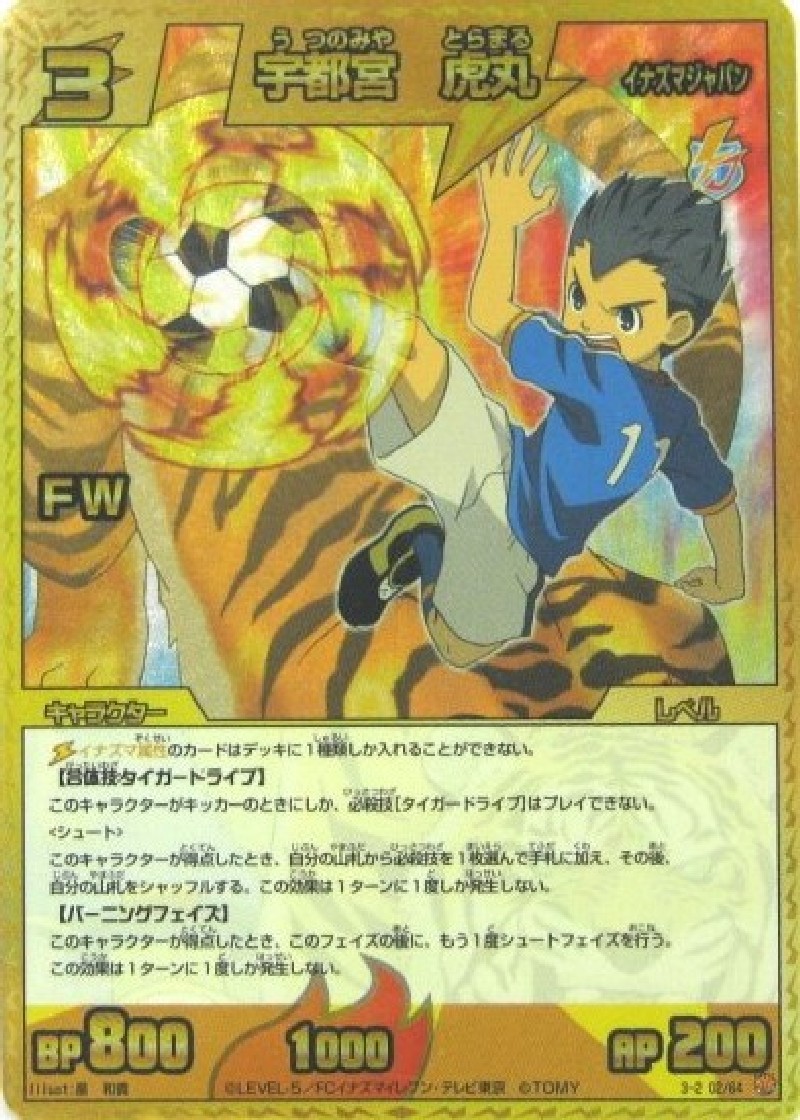 3
うつのみや とらまる
宇都宮 虎丸
イナズマジャパン
FW
キャラクター
レベル
イナズマ属性のカードはデッキに1種類しか入れることができない。
【合体技:タイガードライブ】
このキャラクターがキッカーのときにしか、必殺技[タイガードライブ]はプレイできない。
<シュート>
このキャラクターが得点したとき、自分の山札から必殺技を1枚選んで手札に加え、その後、
自分の山札をシャッフルする。この効果は1ターンに1度しか発生しない。
【バーニングフェイズ】
このキャラクターが得点したとき、このフェイズの後に、もう1度シュートフェイズを行う。
この効果は1ターンに1度しか発生しない。
BP800
1000
AP200
©LEVEL-5/FCイナズマイレブン・テレビ東京 ©TOMY
3-2 02/64